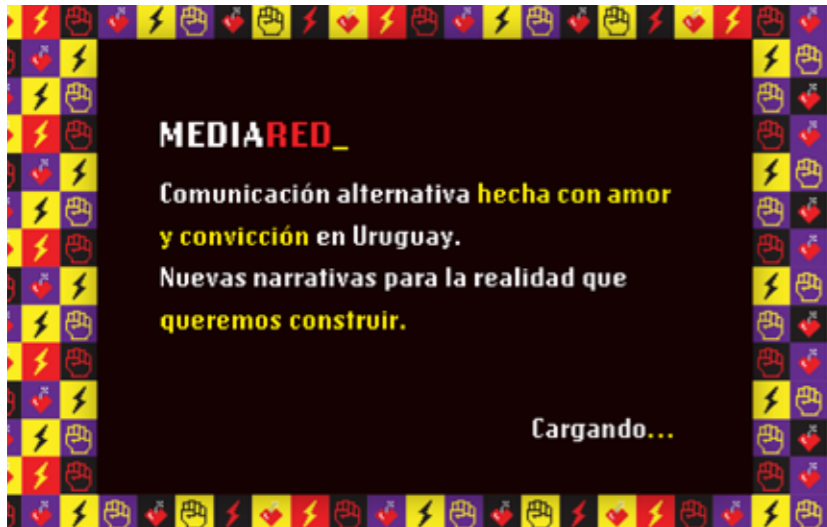 MEDIARED_
Comunicación alternativa hecha con amor
y convicción en Uruguay.
Nuevas narrativas para la realidad que
queremos construir.
Cargando...